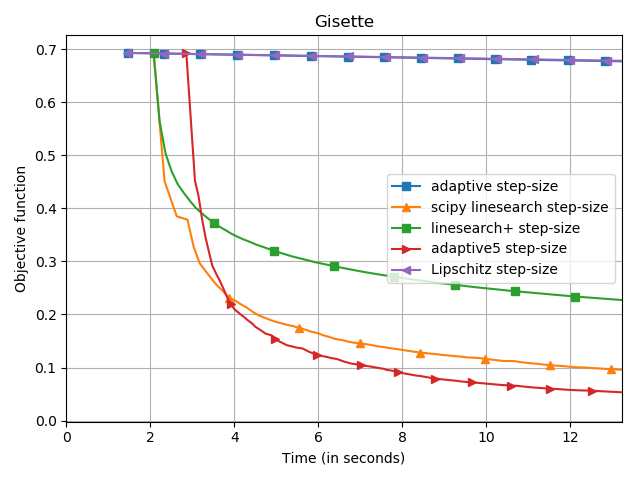 Gisette
Objective function
0.7
0.6
0.5
0.4
0.3
0.2
0.1
0.0
adaptive step-size
scipy linesearch step-size
linesearch+ step-size
adaptive5 step-size
Lipschitz step-size
0 2 4 6 8 10 12
Time (in seconds)